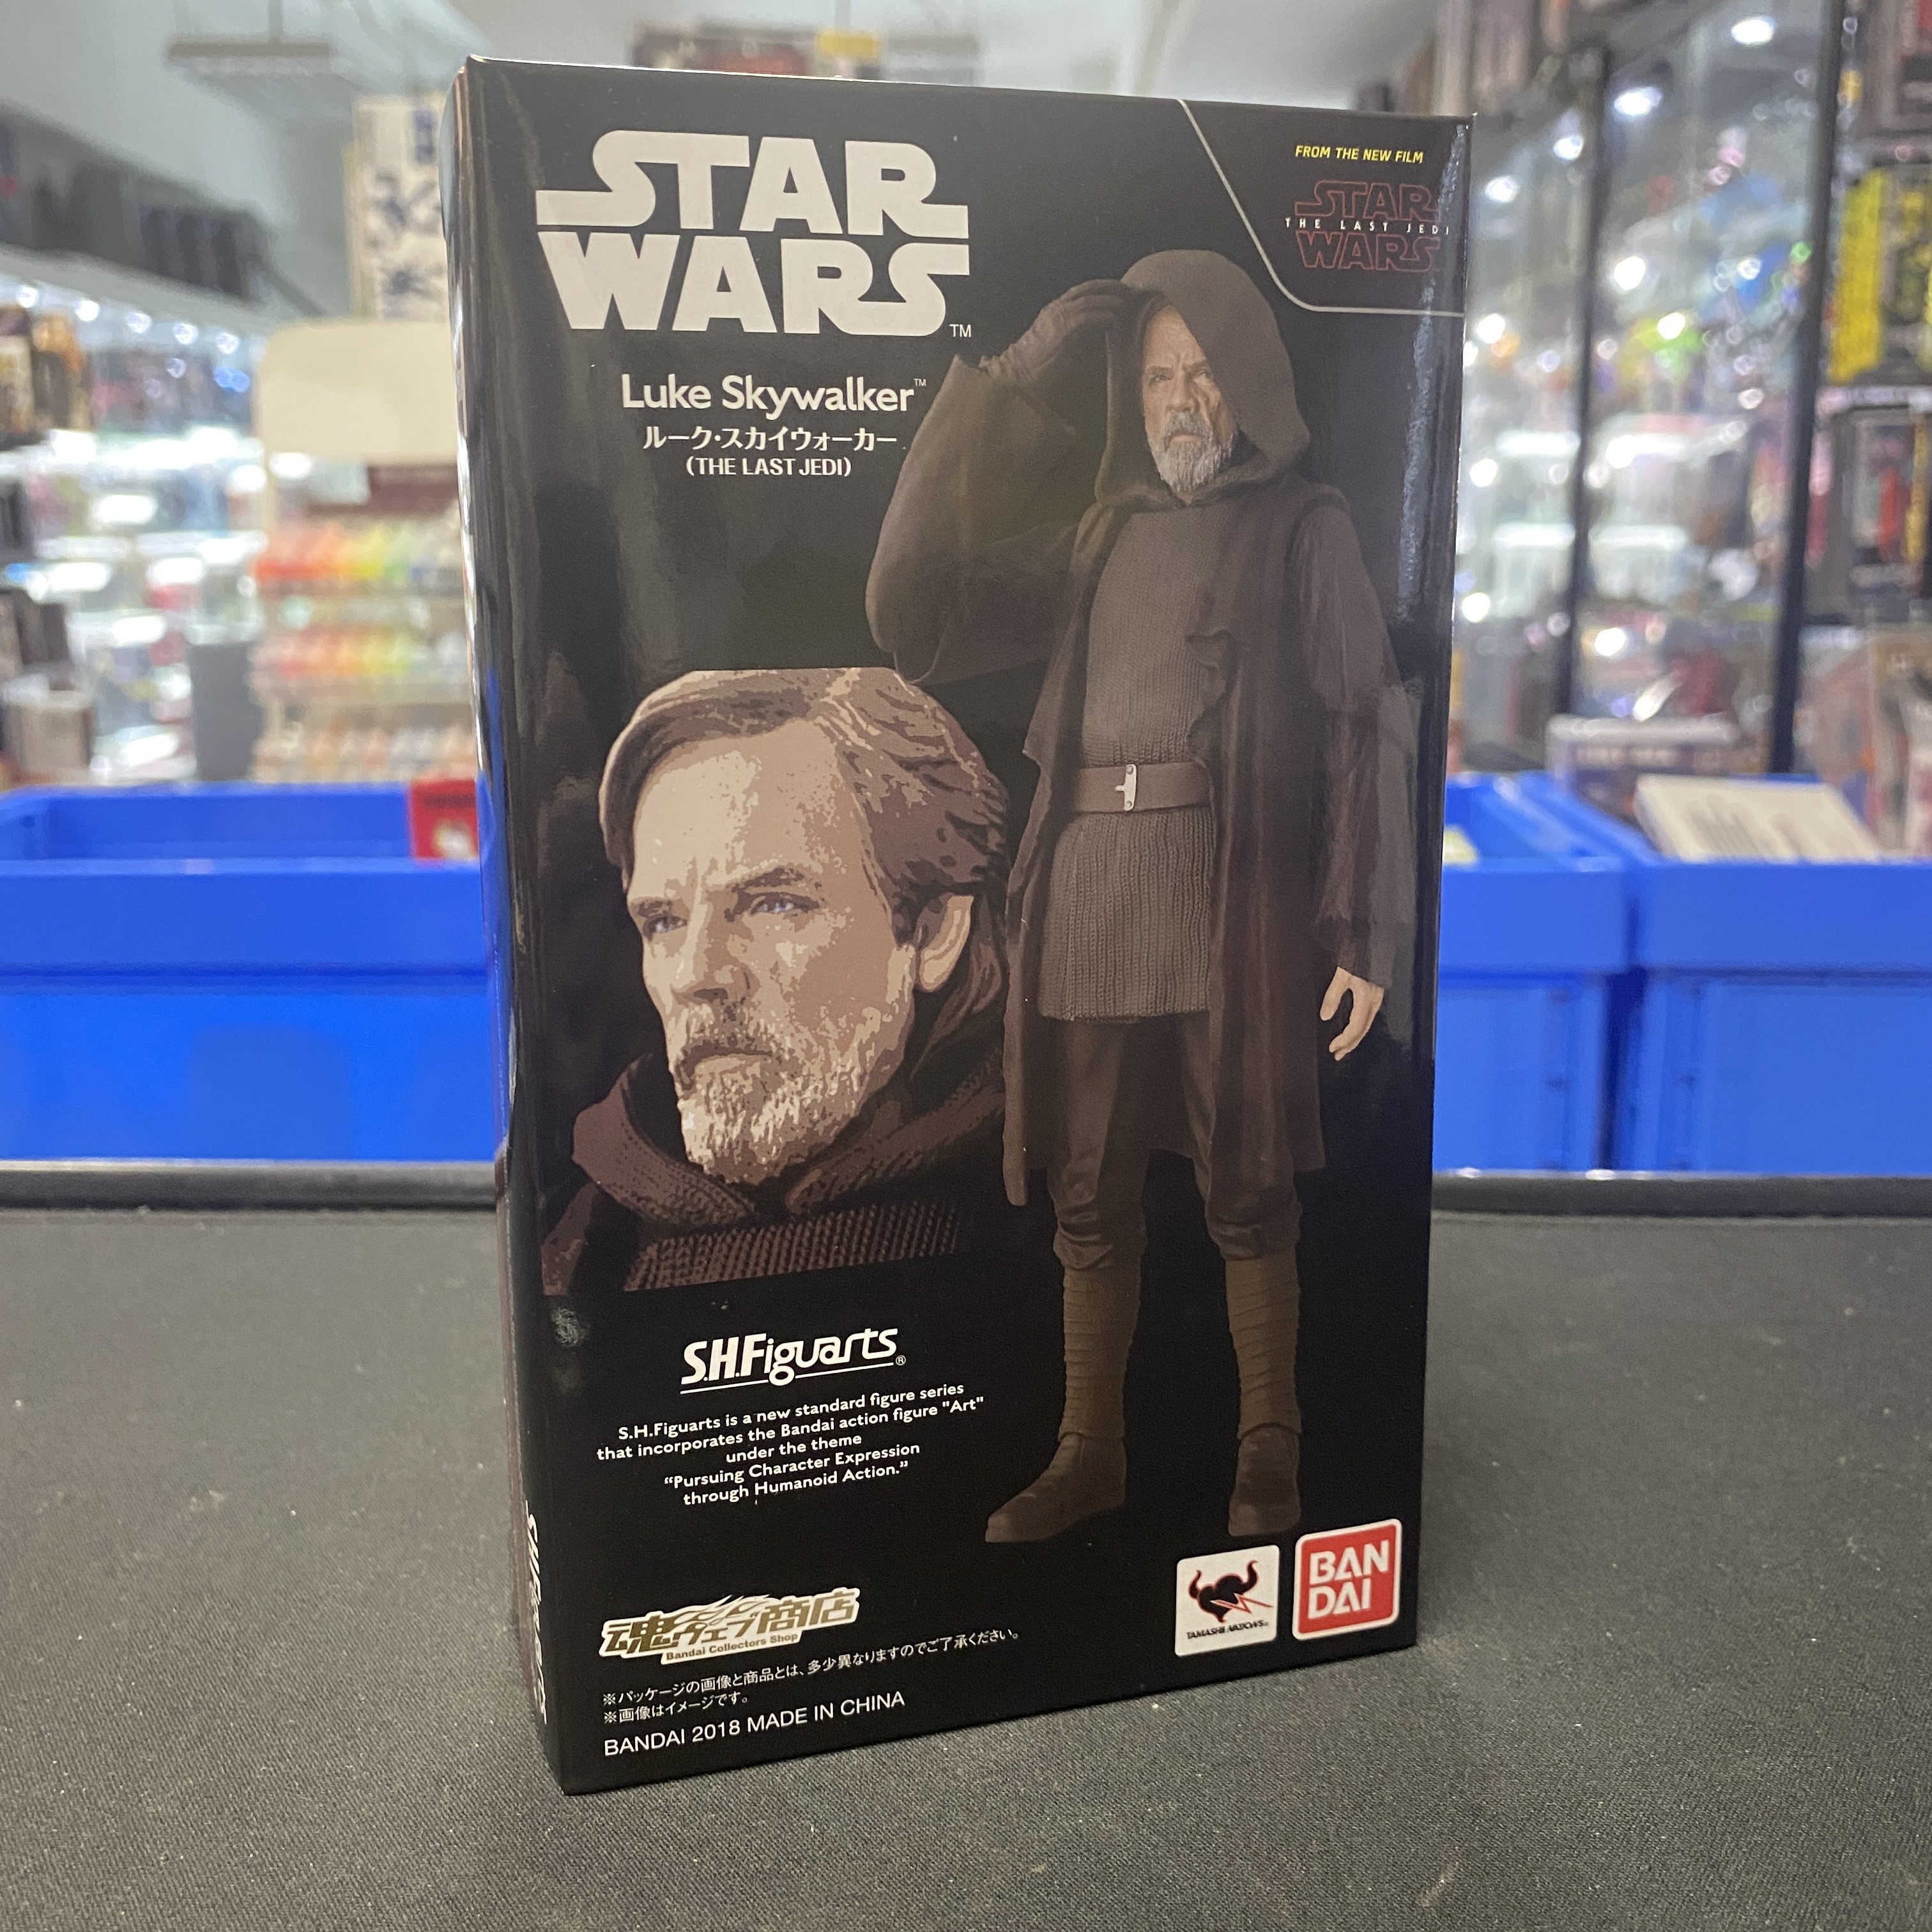 STAR
WARS
TM
Luke Skywalker™
ルーク・スカイウォーカー
(THE LAST JEDI)
FROM THE NEW FILM
STAR
THE LAST JEDI
WARS
S.H.Figuarts®
S.H.Figuarts is a new standard figure series
that incorporates the Bandai action figure "Art"
under the theme
“Pursuing Character Expression
through Humanoid Action.”
魂ウェブ商店
Bandai Collectors Shop
※パッケージの画像と商品とは、多少異なりますのでご了承ください。
※画像はイメージです。
BANDAI 2018 MADE IN CHINA
TAMASHII NATIONS
BAN
DAI